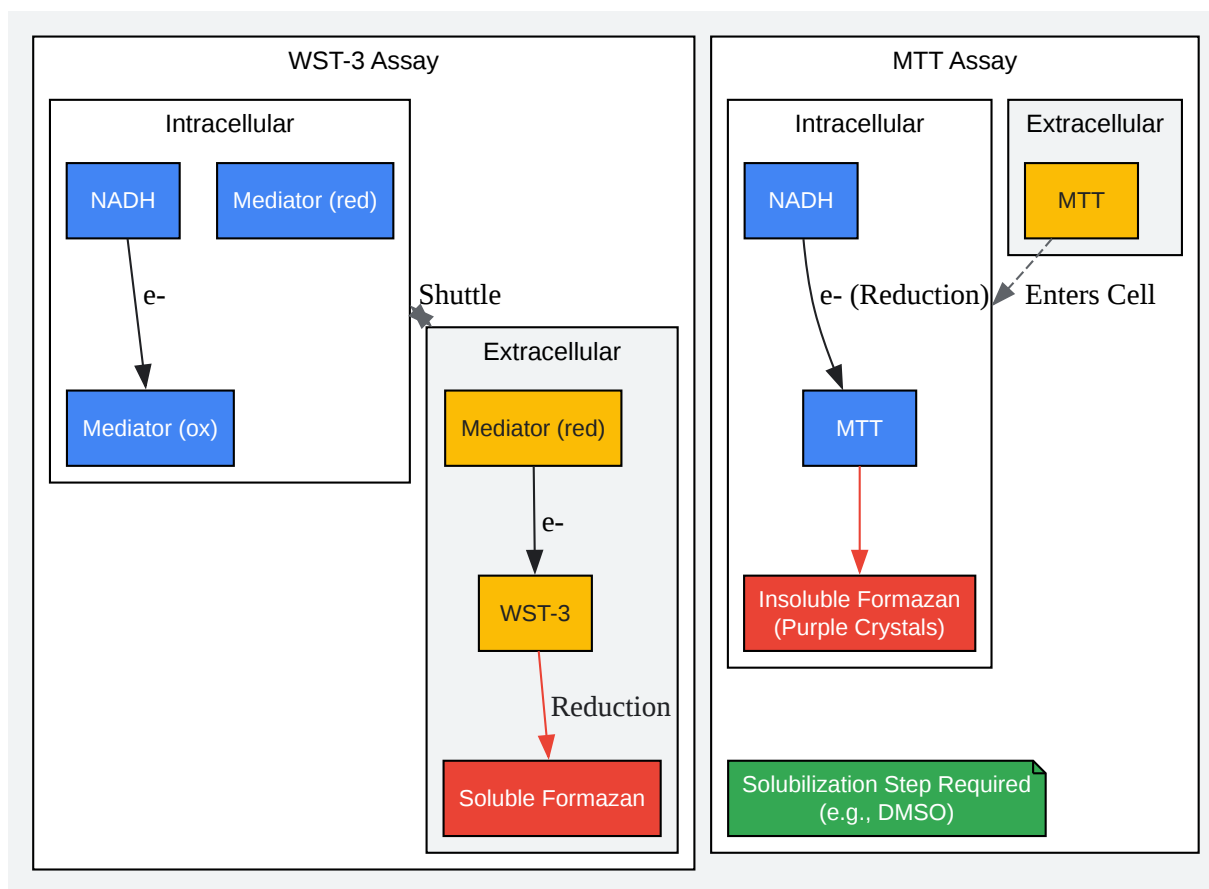 WST-3 Assay
Intracellular
NADH
Mediator (red)
e-
Mediator (ox)
Shuttle
Extracellular
Mediator (red)
e-
WST-3
Reduction
Soluble Formazan
MTT Assay
Intracellular
NADH
e- (Reduction)
MTT
Insoluble Formazan
(Purple Crystals)
Extracellular
MTT
Enters Cell
Solubilization Step Required
(e.g., DMSO)